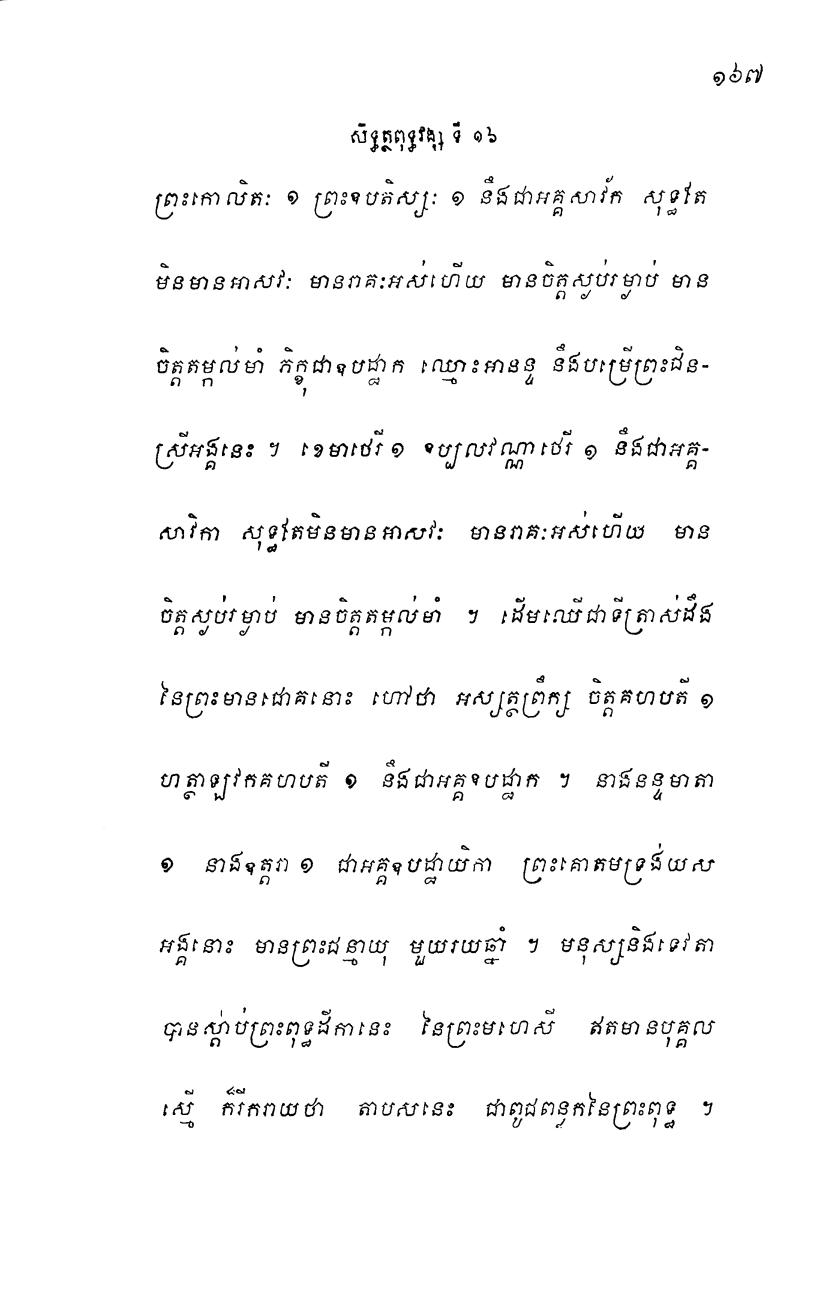 ១៦៧
សិទ្ធត្ថពុទ្ធវង្ស ទី ១៦
ព្រះកោលិតៈ ១ ព្រះឧបតិស្សៈ ១ នឹងជាអគ្គសាវ័ក សុទ្ធតែ
មិនមានអាសវៈ មានរាគៈអស់ហើយ មានចិត្តស្ងប់រម្ងាប់ មាន
ចិត្តតម្កល់មាំ ភិក្ខុជាឧបដ្ឋាក ឈ្មោះអានន្ទ នឹងបម្រើព្រះជិន-
ស្រីអង្គនេះ ។ ខេមាថេរី ១ ឧប្បលវណ្ណាថេរី ១ នឹងជាអគ្គ-
សាវិកា សុទ្ធតែមិនមានអាសវៈ មានរាគៈអស់ហើយ មាន
ចិត្តស្ងប់រម្ងាប់ មានចិត្តតម្កល់មាំ ។ ដើមឈើជាទីត្រាស់ដឹង
នៃព្រះមានជោគនោះ ហៅថា អស្សត្ថព្រឹក្ស ចិត្តគហបតី ១
ហត្ថាឡវកគហបតី ១ នឹងជាអគ្គឧបដ្ឋាក ។ នាងនន្ទមាតា
១ នាងឧត្តរា ១ ជាអគ្គឧបដ្ឋាយិកា ព្រះគោតមទ្រង់យស
អង្គនោះ មានព្រះជន្មាយុ មួយរយឆ្នាំ ។ មនុស្សនិងទេវតា
បានស្តាប់ព្រះពុទ្ធដីកានេះ នៃព្រះមហេសី ឥតមានបុគ្គល
ស្មើ ក៏រីករាយថា តាបសនេះ ជាពូជពន្ធុកនៃព្រះពុទ្ធ ។